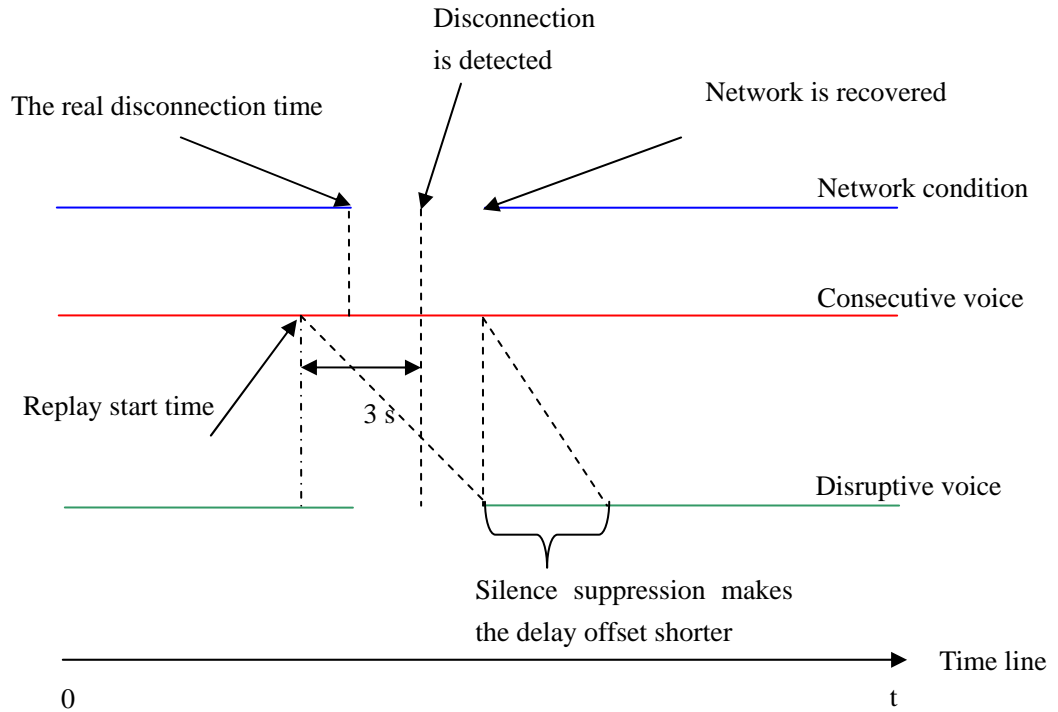 Disconnection
is detected
The real disconnection time
Network is recovered
Network condition
Consecutive voice
Replay start time
3 s
Disruptive voice
Silence suppression makes
the delay offset shorter
Time line
0
t